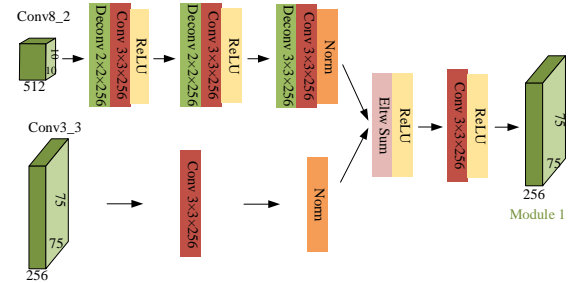 Conv8_2
10
10
512
Deconv 2×2×256
Conv 3×3×256
ReLU
Deconv 2×2×256
Conv 3×3×256
ReLU
Deconv 3×3×256
Conv 3×3×256
Norm
Conv3_3
75
75
256
Conv 3×3×256
Norm
Eltw Sum
ReLU
Conv 3×3×256
ReLU
75
75
256
Module 1